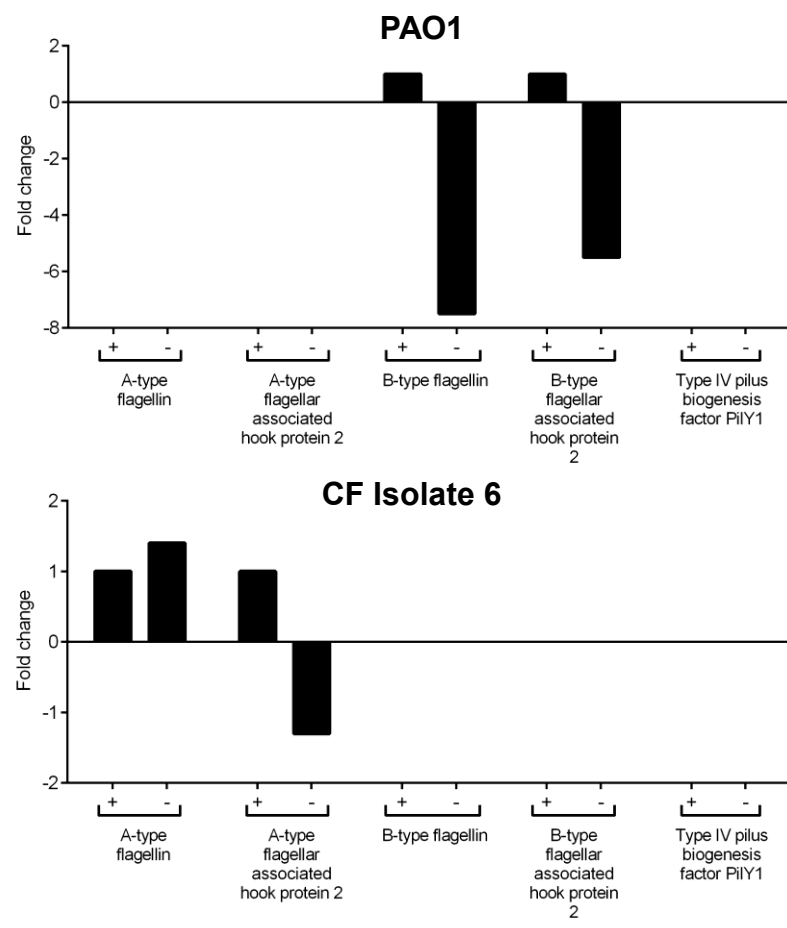 PAO1
2
0
-2
-4
-6
-8
Fold change
+ - + - + - + - + -
A-type
flagellin
A-type
flagellar
associated
hook protein 2
B-type flagellin
B-type
flagellar
associated
hook protein
2
Type IV pilus
biogenesis
factor PilY1
CF Isolate 6
2
1
0
-1
-2
Fold change
+ - + - + - + - + -
A-type
flagellin
A-type
flagellar
associated
hook protein 2
B-type flagellin
B-type
flagellar
associated
hook protein
2
Type IV pilus
biogenesis
factor PilY1